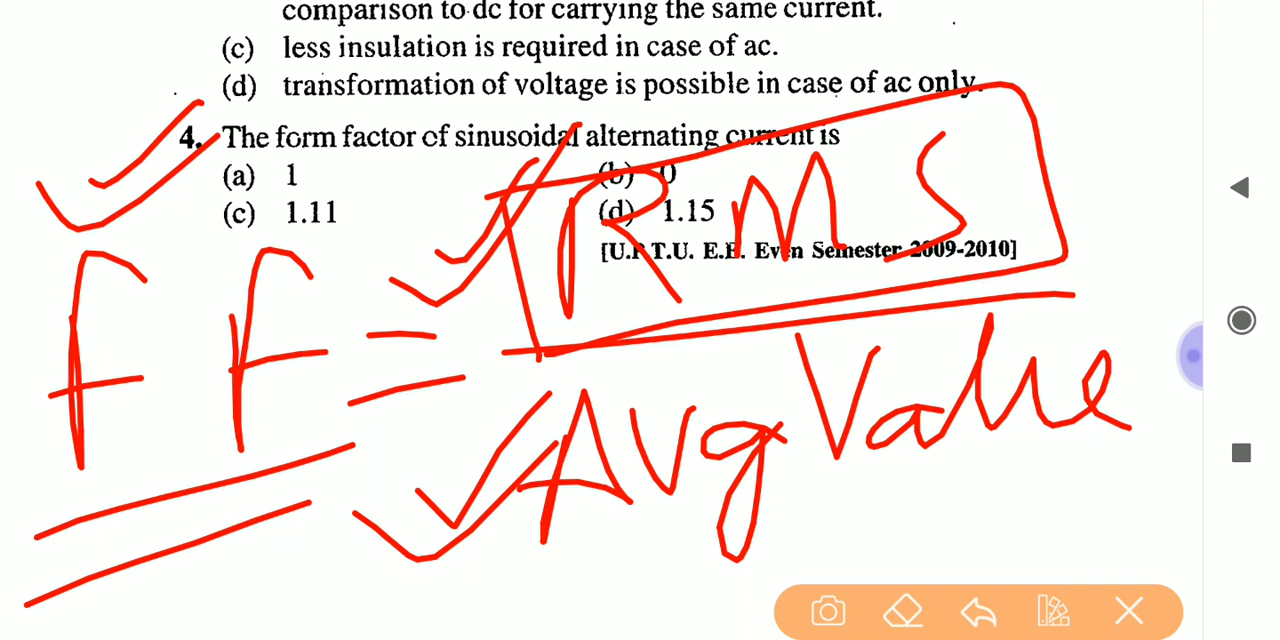 comparison to dc for carrying the same current.
(c) less insulation is required in case of ac.
(d) transformation of voltage is possible in case of ac only.
4. The form factor of sinusoidal alternating current is
(a) 1 (b) 0
(c) 1.11 (d) 1.15
[U.P.T.U. E.E. Even Semester 2009-2010]
FF = RMS
Avg Value